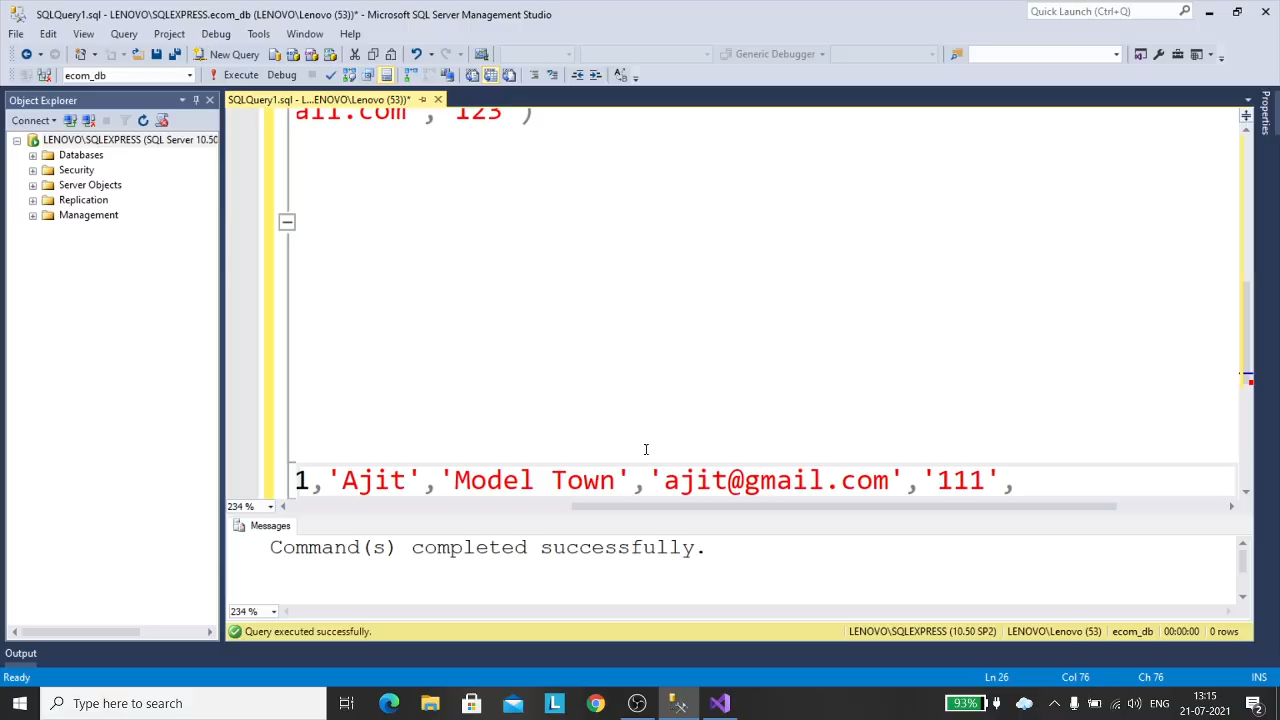 SQLQuery1.sql - LENOVO\SQLEXPRESS.ecom_db (LENOVO\Lenovo (53))* - Microsoft SQL Server Management Studio
Quick Launch (Ctrl+Q)
File Edit View Query Project Debug Tools Window Help
New Query
Generic Debugger
ecom_db
Execute Debug
Object Explorer
SQLQuery1.sql - L...ENOVO\Lenovo (53))*
Properties
Connect
LENOVO\SQLEXPRESS (SQL Server 10.50
Databases
Security
Server Objects
Replication
Management
ail.com','123')
1,'Ajit','Model Town','ajit@gmail.com','111',
234 %
Messages
Command(s) completed successfully.
234 %
Query executed successfully.
LENOVO\SQLEXPRESS (10.50 SP2) LENOVO\Lenovo (53) ecom_db 00:00:00 0 rows
Output
Ready
Ln 26 Col 76 Ch 76 INS
Type here to search
93%
ENG
13:15
21-07-2021
2